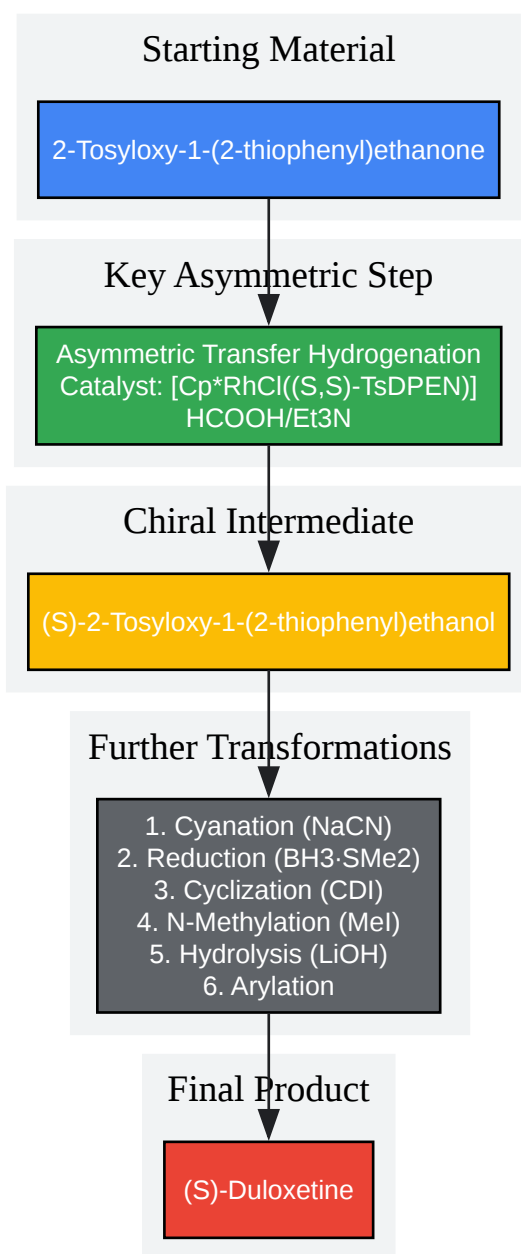 Starting Material
2-Tosyloxy-1-(2-thiophenyl)ethanone
Key Asymmetric Step
Asymmetric Transfer Hydrogenation
Catalyst: [Cp*RhCl((S,S)-TsDPEN)]
HCOOH/Et3N
Chiral Intermediate
(S)-2-Tosyloxy-1-(2-thiophenyl)ethanol
Further Transformations
1. Cyanation (NaCN)
2. Reduction (BH3·SMe2)
3. Cyclization (CDI)
4. N-Methylation (MeI)
5. Hydrolysis (LiOH)
6. Arylation
Final Product
(S)-Duloxetine